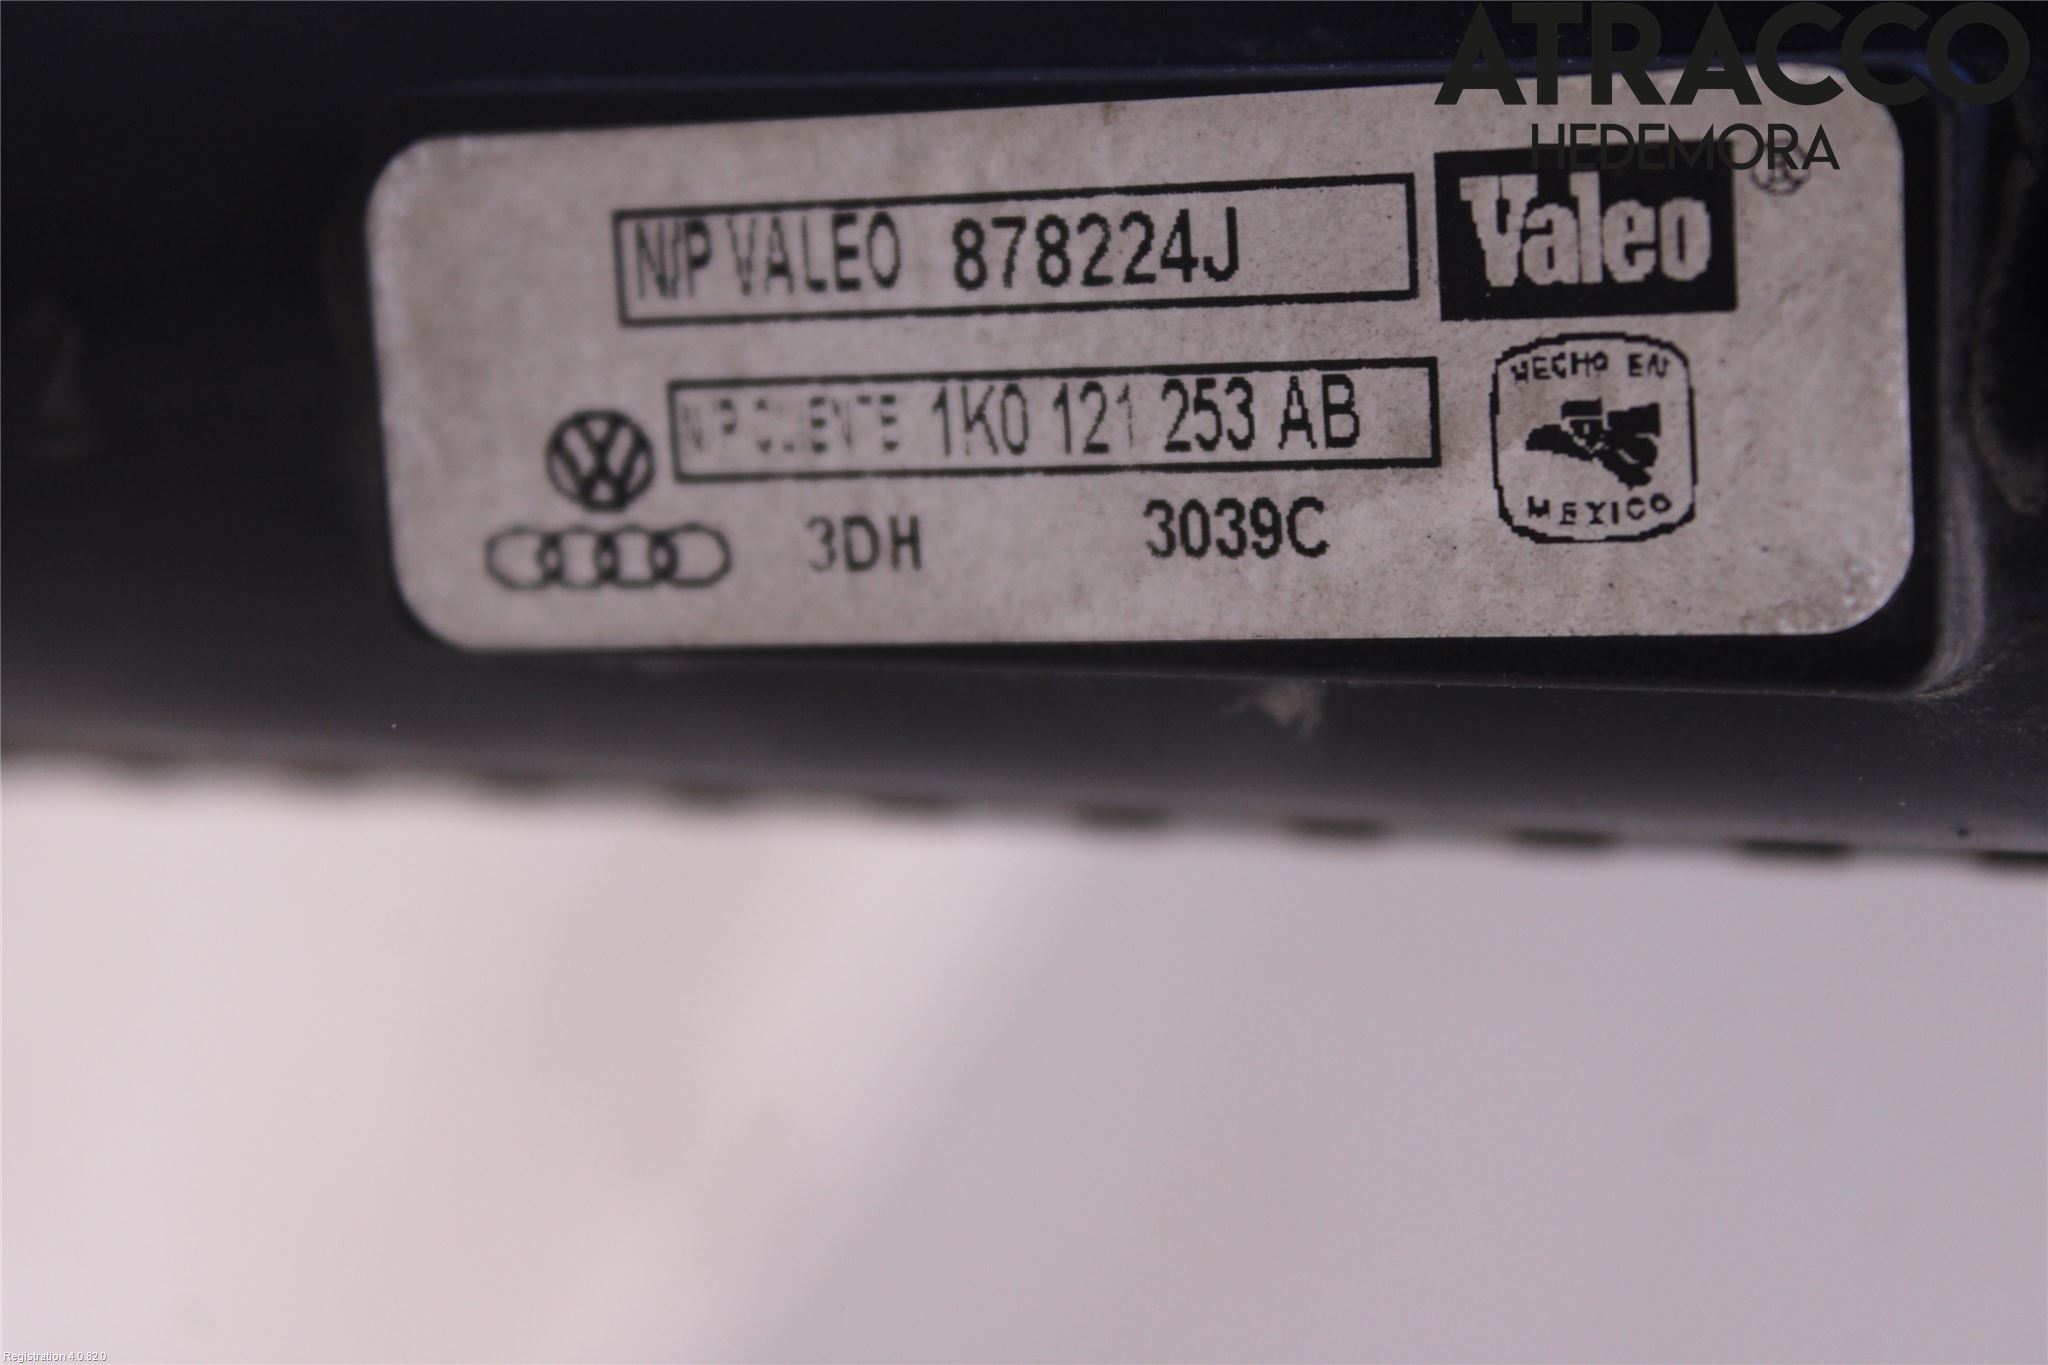 ATRACCO
HEDEMORA
N/P VALEO 878224J
Valeo
®
N/P CLIENTE 1K0 121 253 AB
HECHO EN
MEXICO
3DH 3039C
Registration 4.0.82.0